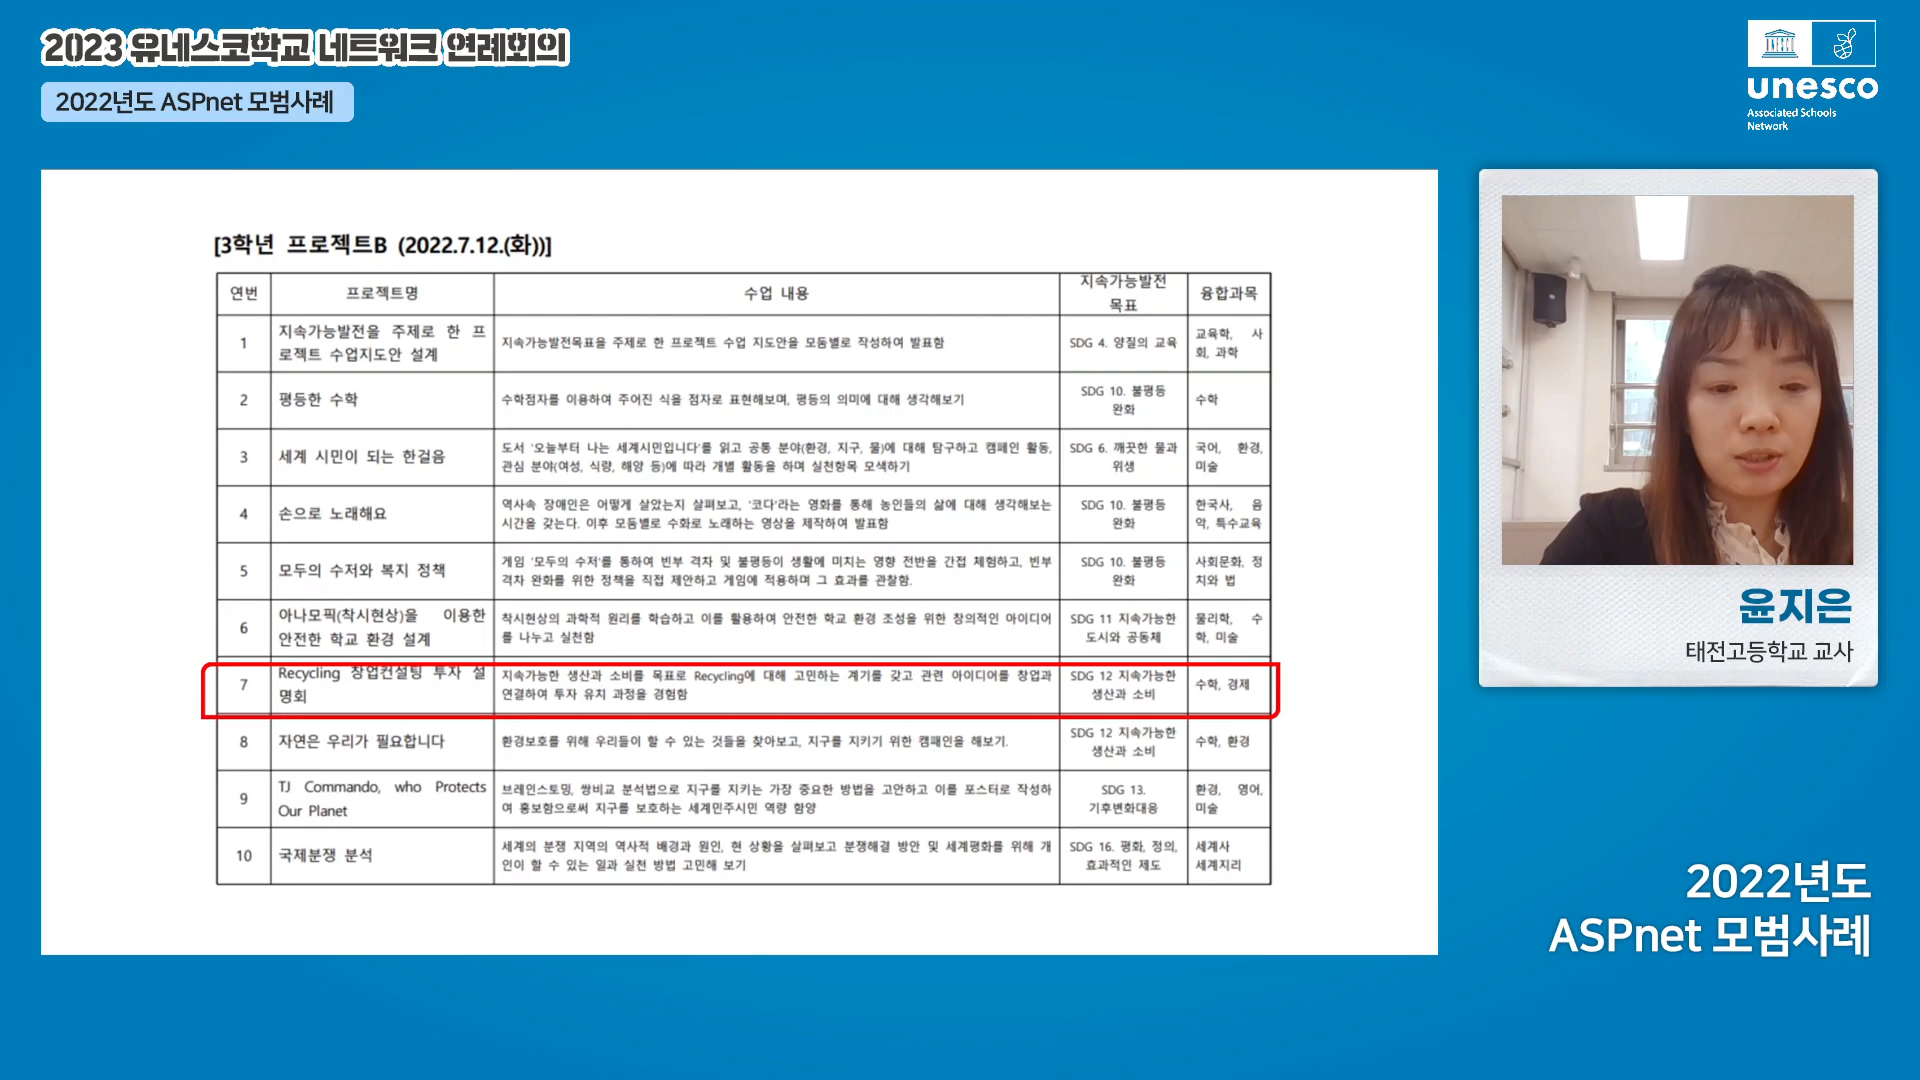 2023 유네스코학교 네트워크 연례회의
2022년도 ASPnet 모범사례
unesco
Associated Schools
Network
[3학년 프로젝트B (2022.7.12.(화))]
연번 프로젝트명 수업 내용 지속가능발전 목표 융합과목
1 지속가능발전을 주제로 한 프로젝트 수업지도안 설계 지속가능발전목표를 주제로 한 프로젝트 수업 지도안을 모둠별로 작성하여 발표함 SDG 4. 양질의 교육 교육학, 사회, 과학
2 평등한 수학 수학점자를 이용하여 주어진 식을 점자로 표현해보며, 평등의 의미에 대해 생각해보기 SDG 10. 불평등 완화 수학
3 세계 시민이 되는 한걸음 도서 '오늘부터 나는 세계시민입니다'를 읽고 공통 분야(환경, 지구, 물)에 대해 탐구하고 캠페인 활동, 관심 분야(여성, 식량, 해양 등)에 따라 개별 활동을 하며 실천항목 모색하기 SDG 6. 깨끗한 물과 위생 국어, 환경, 미술
4 손으로 노래해요 역사속 장애인은 어떻게 살았는지 살펴보고, '코다'라는 영화를 통해 농인들의 삶에 대해 생각해보는 시간을 갖는다. 이후 모둠별로 수화로 노래하는 영상을 제작하여 발표함 SDG 10. 불평등 완화 한국사, 음악, 특수교육
5 모두의 수저와 복지 정책 게임 '모두의 수저'를 통하여 빈부 격차 및 불평등이 생활에 미치는 영향 전반을 간접 체험하고, 빈부 격차 완화를 위한 정책을 직접 제안하고 게임에 적용하며 그 효과를 관찰함. SDG 10. 불평등 완화 사회문화, 정치와 법
6 아나모픽(착시현상)을 이용한 안전한 학교 환경 설계 착시현상의 과학적 원리를 학습하고 이를 활용하여 안전한 학교 환경 조성을 위한 창의적인 아이디어를 나누고 실천함 SDG 11 지속가능한 도시와 공동체 물리학, 수학, 미술
7 Recycling 창업컨설팅 투자 설명회 지속가능한 생산과 소비를 목표로 Recycling에 대해 고민하는 계기를 갖고 관련 아이디어를 창업과 연결하여 투자 유치 과정을 경험함 SDG 12 지속가능한 생산과 소비 수학, 경제
8 자연은 우리가 필요합니다 환경보호를 위해 우리들이 할 수 있는 것들을 찾아보고, 지구를 지키기 위한 캠패인을 해보기. SDG 12 지속가능한 생산과 소비 수학, 환경
9 TJ Commando, who Protects Our Planet 브레인스토밍, 쌍비교 분석법으로 지구를 지키는 가장 중요한 방법을 고안하고 이를 포스터로 작성하여 홍보함으로써 지구를 보호하는 세계민주시민 역량 함양 SDG 13. 기후변화대응 환경, 영어, 미술
10 국제분쟁 분석 세계의 분쟁 지역의 역사적 배경과 원인, 현 상황을 살펴보고 분쟁해결 방안 및 세계평화를 위해 개인이 할 수 있는 일과 실천 방법 고민해 보기 SDG 16. 평화, 정의, 효과적인 제도 세계사 세계지리
윤지은
태전고등학교 교사
2022년도
ASPnet 모범사례